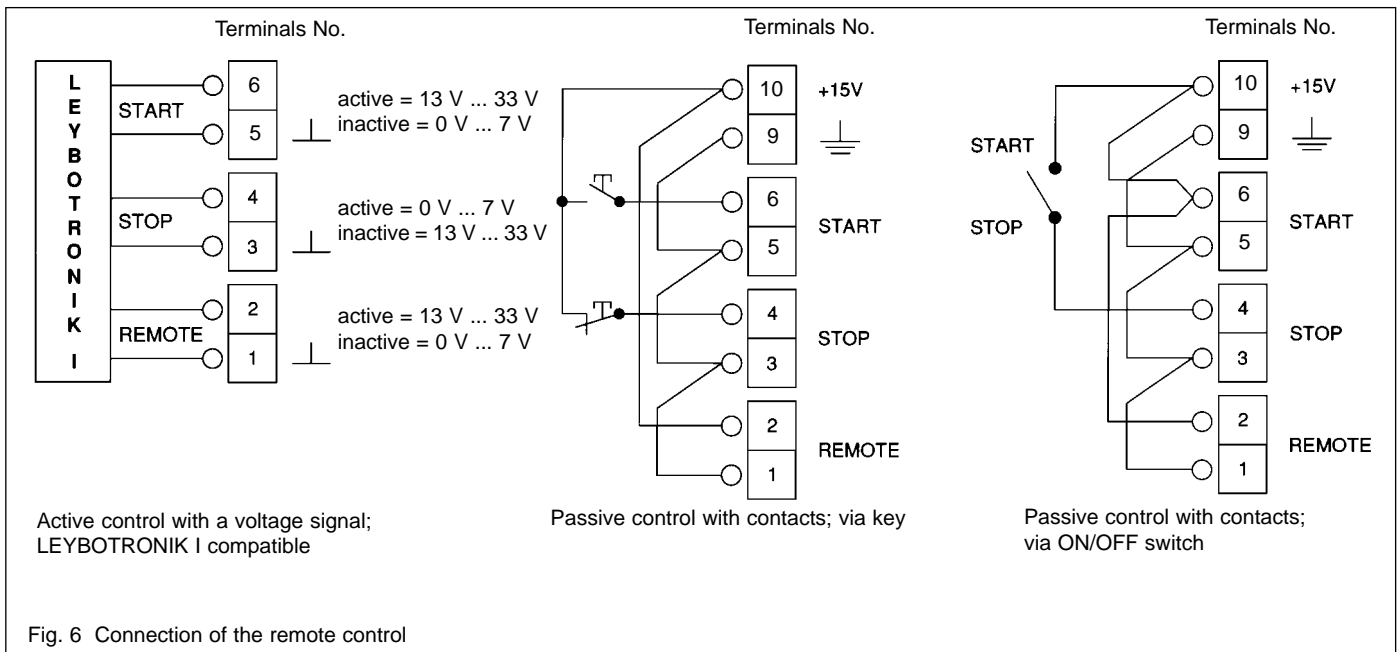 Terminals No.
LEYBOTRONIK I
START
6
5
active = 13 V ... 33 V
inactive = 0 V ... 7 V
STOP
4
3
active = 0 V ... 7 V
inactive = 13 V ... 33 V
REMOTE
2
1
active = 13 V ... 33 V
inactive = 0 V ... 7 V
Active control with a voltage signal;
LEYBOTRONIK I compatible
Terminals No.
10 +15V
9
6
START
5
4
STOP
3
2
REMOTE
1
Passive control with contacts; via key
Terminals No.
START
STOP
10 +15V
9
6
START
5
4
STOP
3
2
REMOTE
1
Passive control with contacts;
via ON/OFF switch
Fig. 6 Connection of the remote control